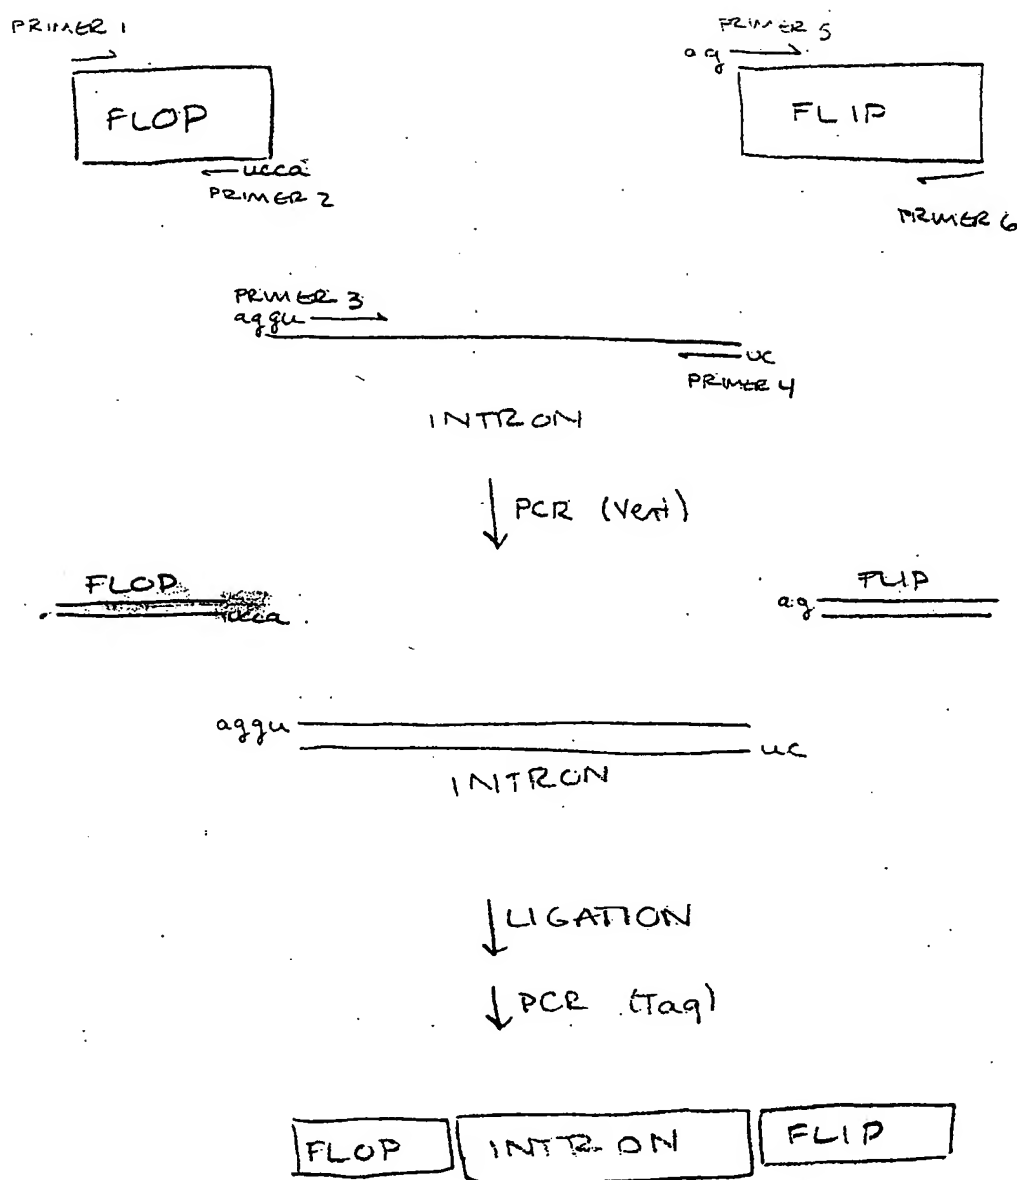 PRIMER 1
PRIMER 5
ag
FLOP
FLIP
ucca
PRIMER 2
PRIMER 6
PRIMER 3
aggu
uc
PRIMER 4
INTRON
PCR (Vent)
FLOP
FLIP
ucca
ag
aggu
uc
INTRON
LIGATION
PCR (Taq)
FLOP
INTRON
FLIP